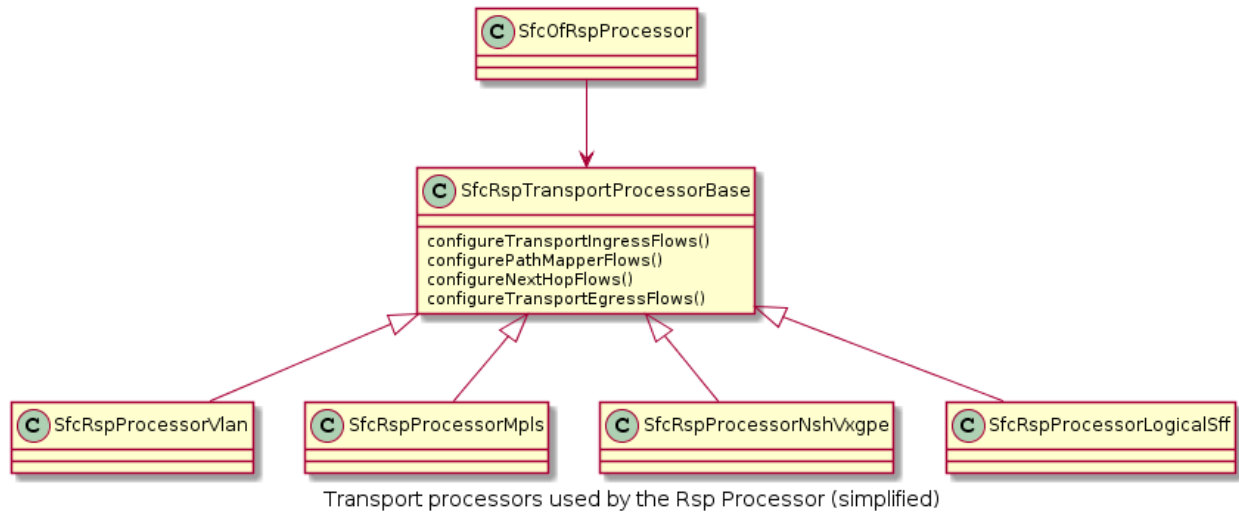 C SfcOfRspProcessor
C SfcRspTransportProcessorBase
configureTransportIngressFlows()
configurePathMapperFlows()
configureNextHopFlows()
configureTransportEgressFlows()
C SfcRspProcessorVlan
C SfcRspProcessorMpls
C SfcRspProcessorNshVxgpe
C SfcRspProcessorLogicalSff
Transport processors used by the Rsp Processor (simplified)